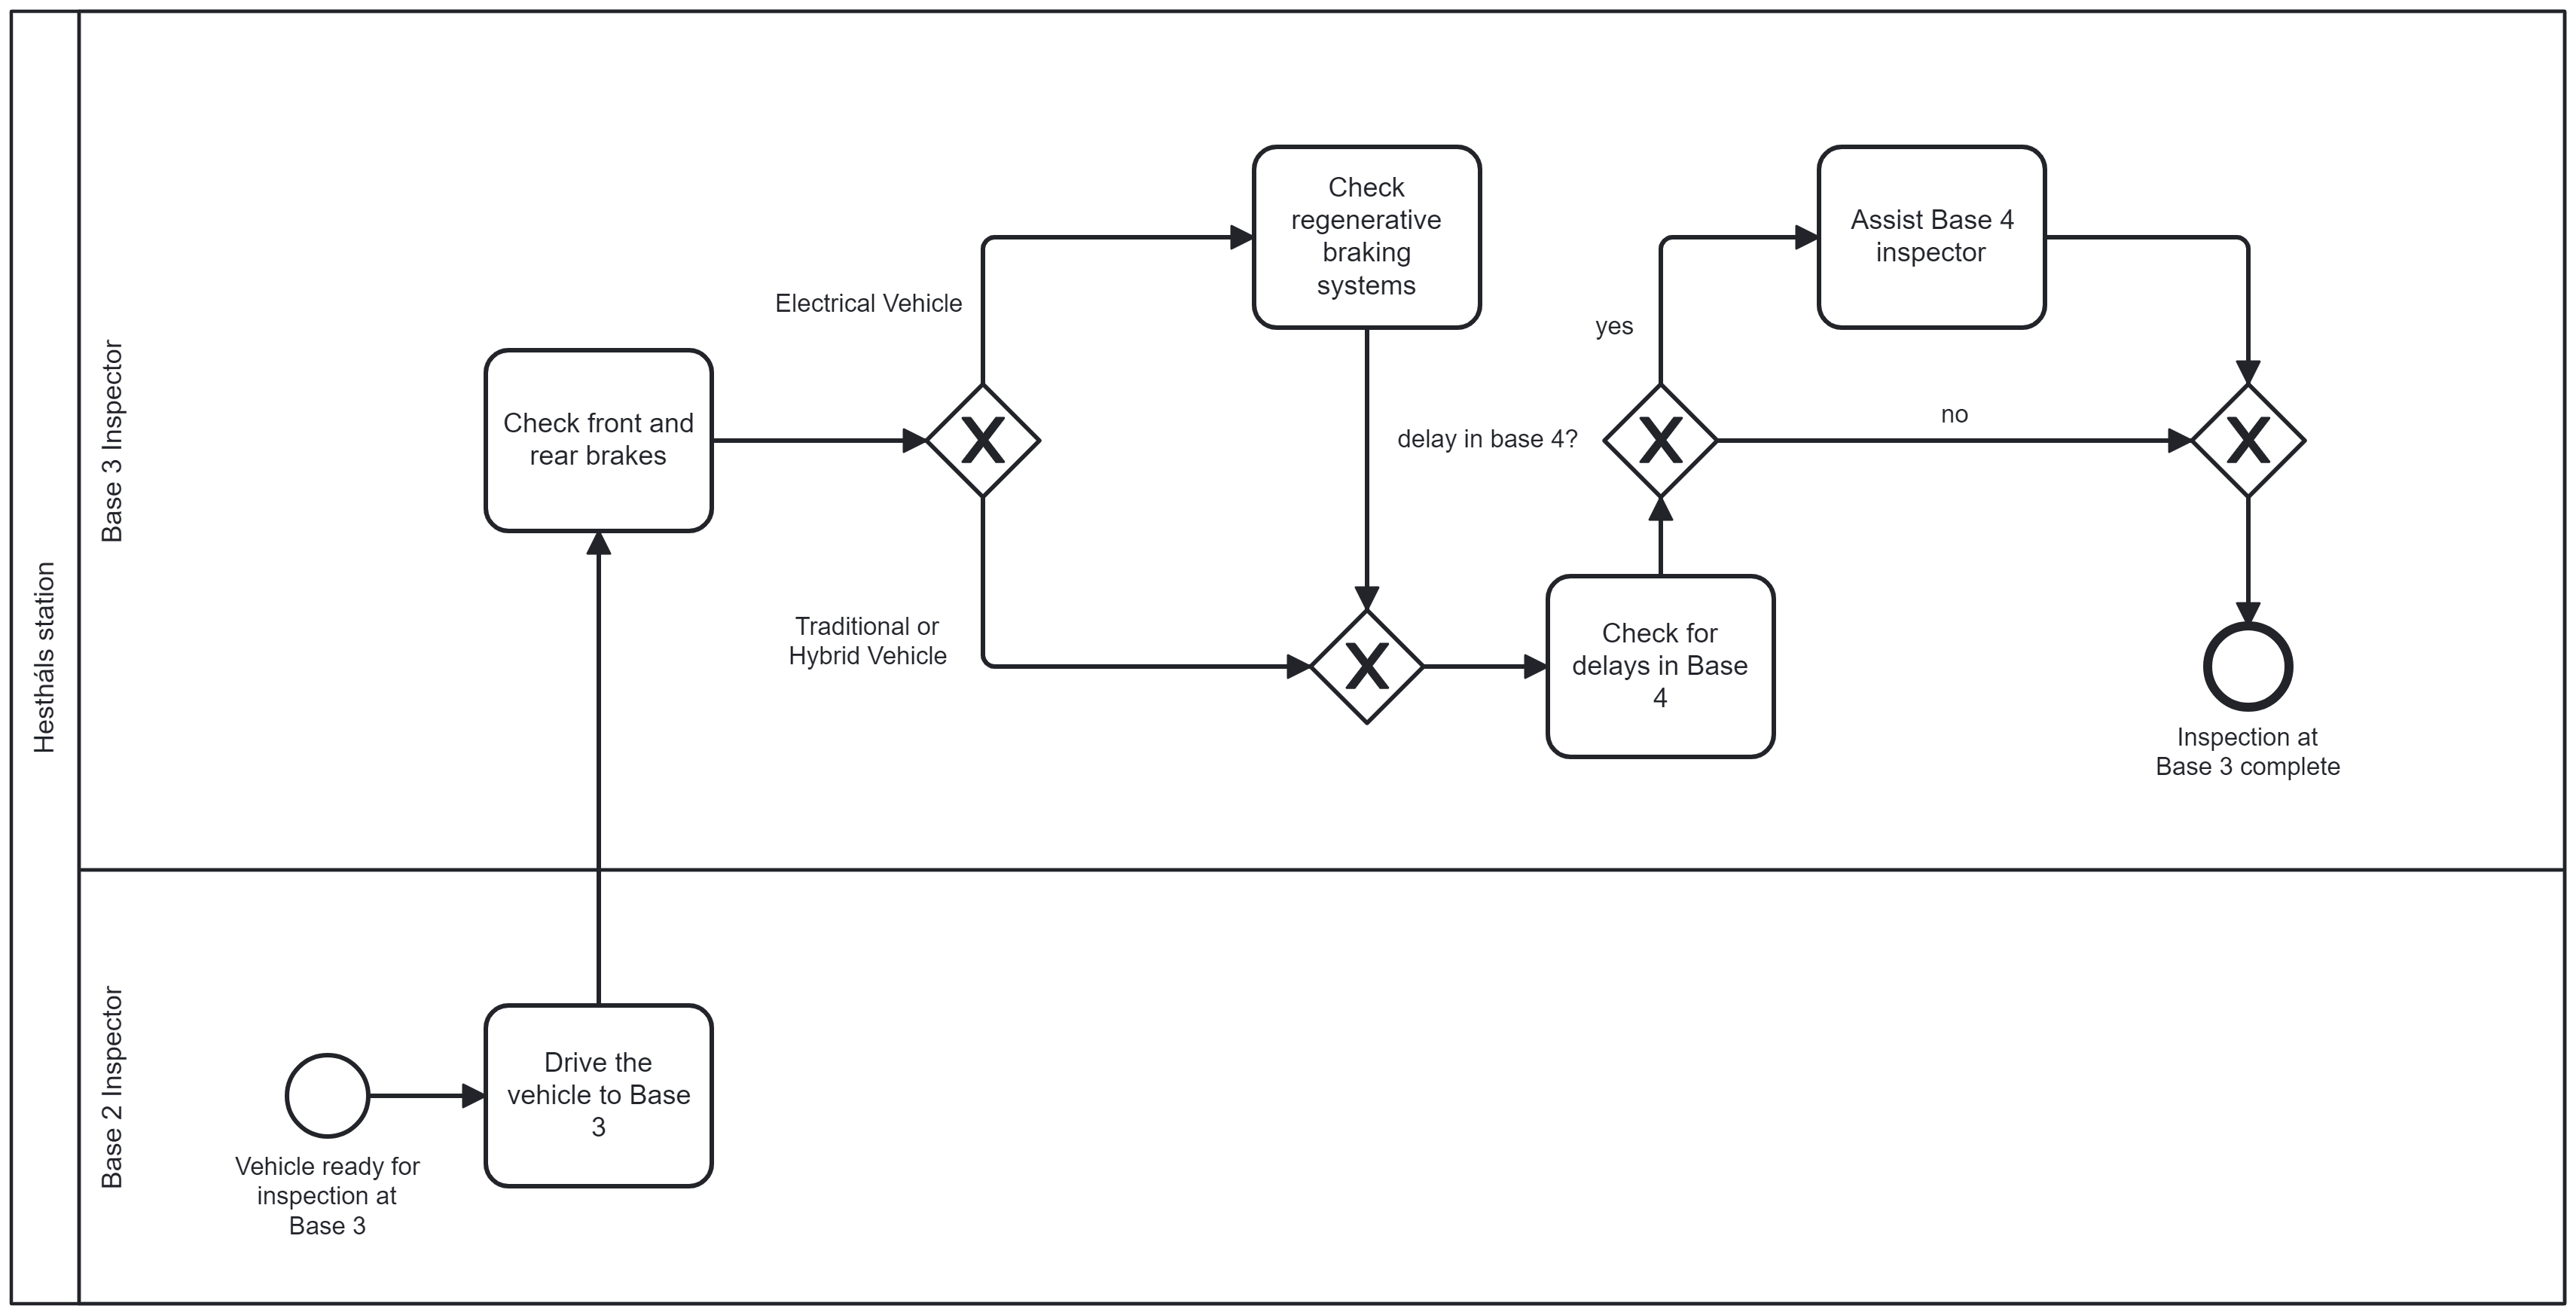 Hestháls station
Base 3 Inspector
Check front and
rear brakes
Electrical Vehicle
Traditional or
Hybrid Vehicle
X
Check
regenerative
braking
systems
X
Check for
delays in Base
4
delay in base 4?
X
yes
no
Assist Base 4
inspector
X
Inspection at
Base 3 complete
Base 2 Inspector
Vehicle ready for
inspection at
Base 3
Drive the
vehicle to Base
3